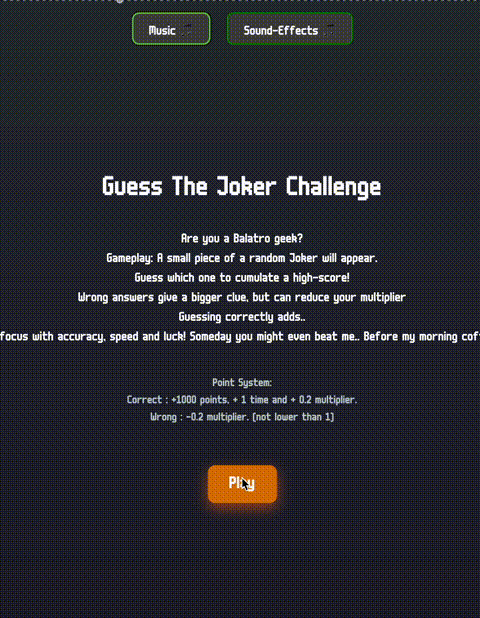 Music
Sound-Effects
Guess The Joker Challenge
Are you a Balatro geek?
Gameplay: A small piece of a random Joker will appear.
Guess which one to cumulate a high-score!
Wrong answers give a bigger clue, but can reduce your multiplier
Guessing correctly adds..
focus with accuracy, speed and luck! Someday you might even beat me.. Before my morning cof
Point System:
Correct : +1000 points, + 1 time and + 0.2 multiplier.
Wrong : -0.2 multiplier. (not lower than 1)
Play